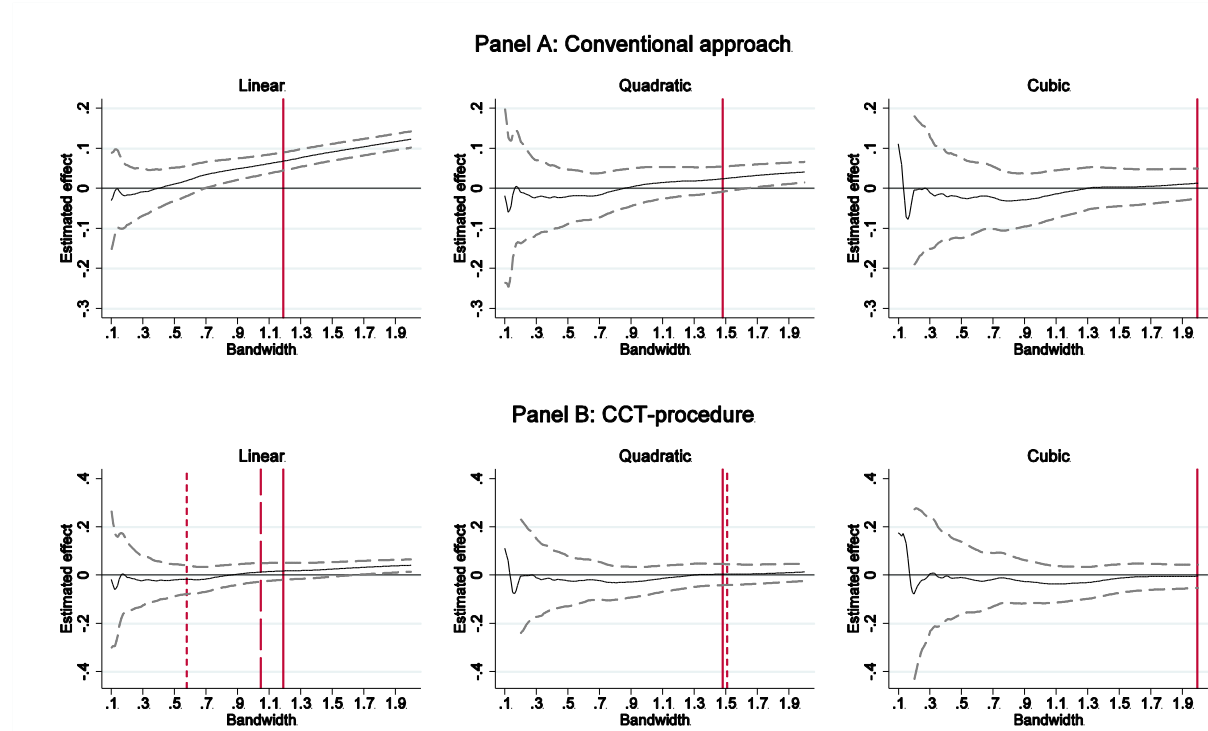 Panel A: Conventional approach
Linear
Quadratic
Cubic
Estimated effect
.2
.1
0
-.1
-.2
-.3
.1 .3 .5 .7 .9 1.1 1.3 1.5 1.7 1.9
Bandwidth
Estimated effect
.2
.1
0
-.1
-.2
-.3
.1 .3 .5 .7 .9 1.1 1.3 1.5 1.7 1.9
Bandwidth
Estimated effect
.2
.1
0
-.1
-.2
-.3
.1 .3 .5 .7 .9 1.1 1.3 1.5 1.7 1.9
Bandwidth
Panel B: CCT-procedure
Linear
Quadratic
Cubic
Estimated effect
.4
.2
0
-.2
-.4
.1 .3 .5 .7 .9 1.1 1.3 1.5 1.7 1.9
Bandwidth
Estimated effect
.4
.2
0
-.2
-.4
.1 .3 .5 .7 .9 1.1 1.3 1.5 1.7 1.9
Bandwidth
Estimated effect
.4
.2
0
-.2
-.4
.1 .3 .5 .7 .9 1.1 1.3 1.5 1.7 1.9
Bandwidth